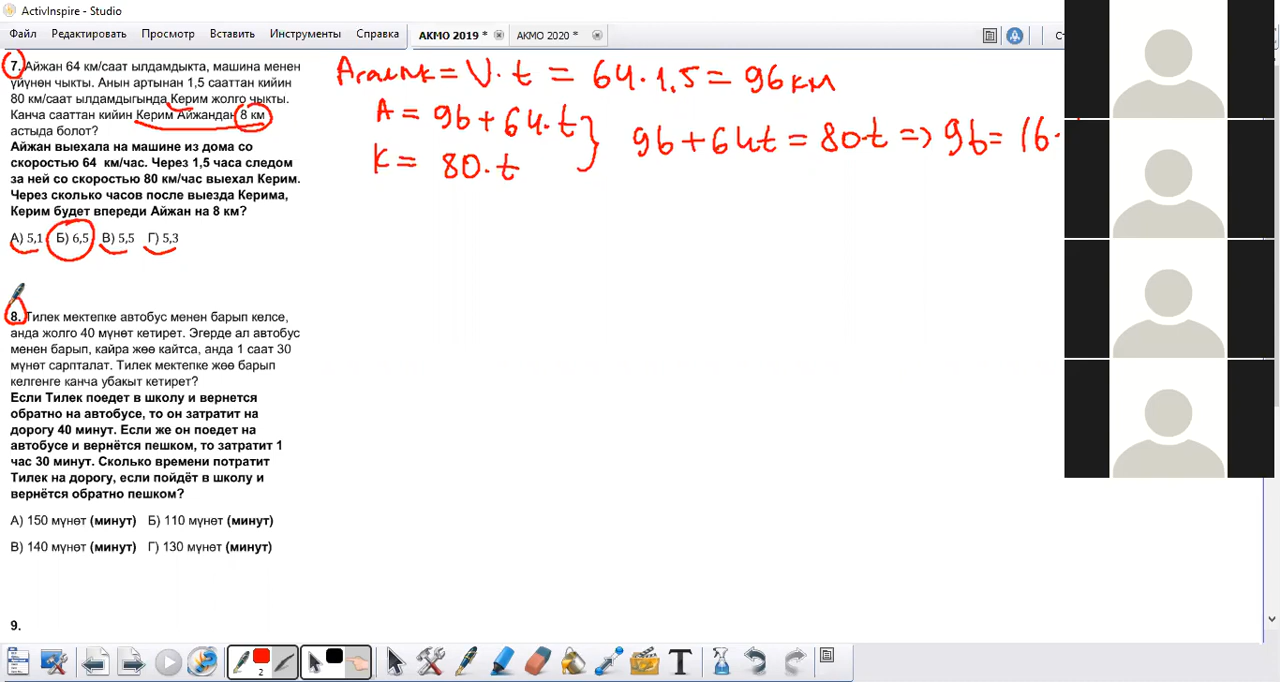 ActivInspire - Studio
Файл Редактировать Просмотр Вставить Инструменты Справка АКМО 2019 * АКМО 2020 *
7. Айжан 64 км/саат ылдамдыкта, машина менен
үйүнөн чыкты. Анын артынан 1,5 сааттан кийин
80 км/саат ылдамдыгында Керим жолго чыкты.
Канча сааттан кийин Керим Айжандан 8 км
астыда болот?
Айжан выехала на машине из дома со
скоростью 64 км/час. Через 1,5 часа следом
за ней со скоростью 80 км/час выехал Керим.
Через сколько часов после выезда Керима,
Керим будет впереди Айжан на 8 км?
А) 5,1 Б) 6,5 В) 5,5 Г) 5,3
= V · t = 64 · 1,5 = 96 км
A = 96 + 64 · t
K = 80 · t
96 + 64t = 80 · t => 96 = 16 ·
8. Тилек мектепке автобус менен барып келсе,
анда жолго 40 мүнөт кетирет. Эгерде ал автобус
менен барып, кайра жөө кайтса, анда 1 саат 30
мүнөт сарпталат. Тилек мектепке жөө барып
келгенге канча убакыт кетирет?
Если Тилек поедет в школу и вернется
обратно на автобусе, то он затратит на
дорогу 40 минут. Если же он поедет на
автобусе и вернётся пешком, то затратит 1
час 30 минут. Сколько времени потратит
Тилек на дорогу, если пойдёт в школу и
вернётся обратно пешком?
А) 150 мүнөт (минут) Б) 110 мүнөт (минут)
В) 140 мүнөт (минут) Г) 130 мүнөт (минут)
9.
2